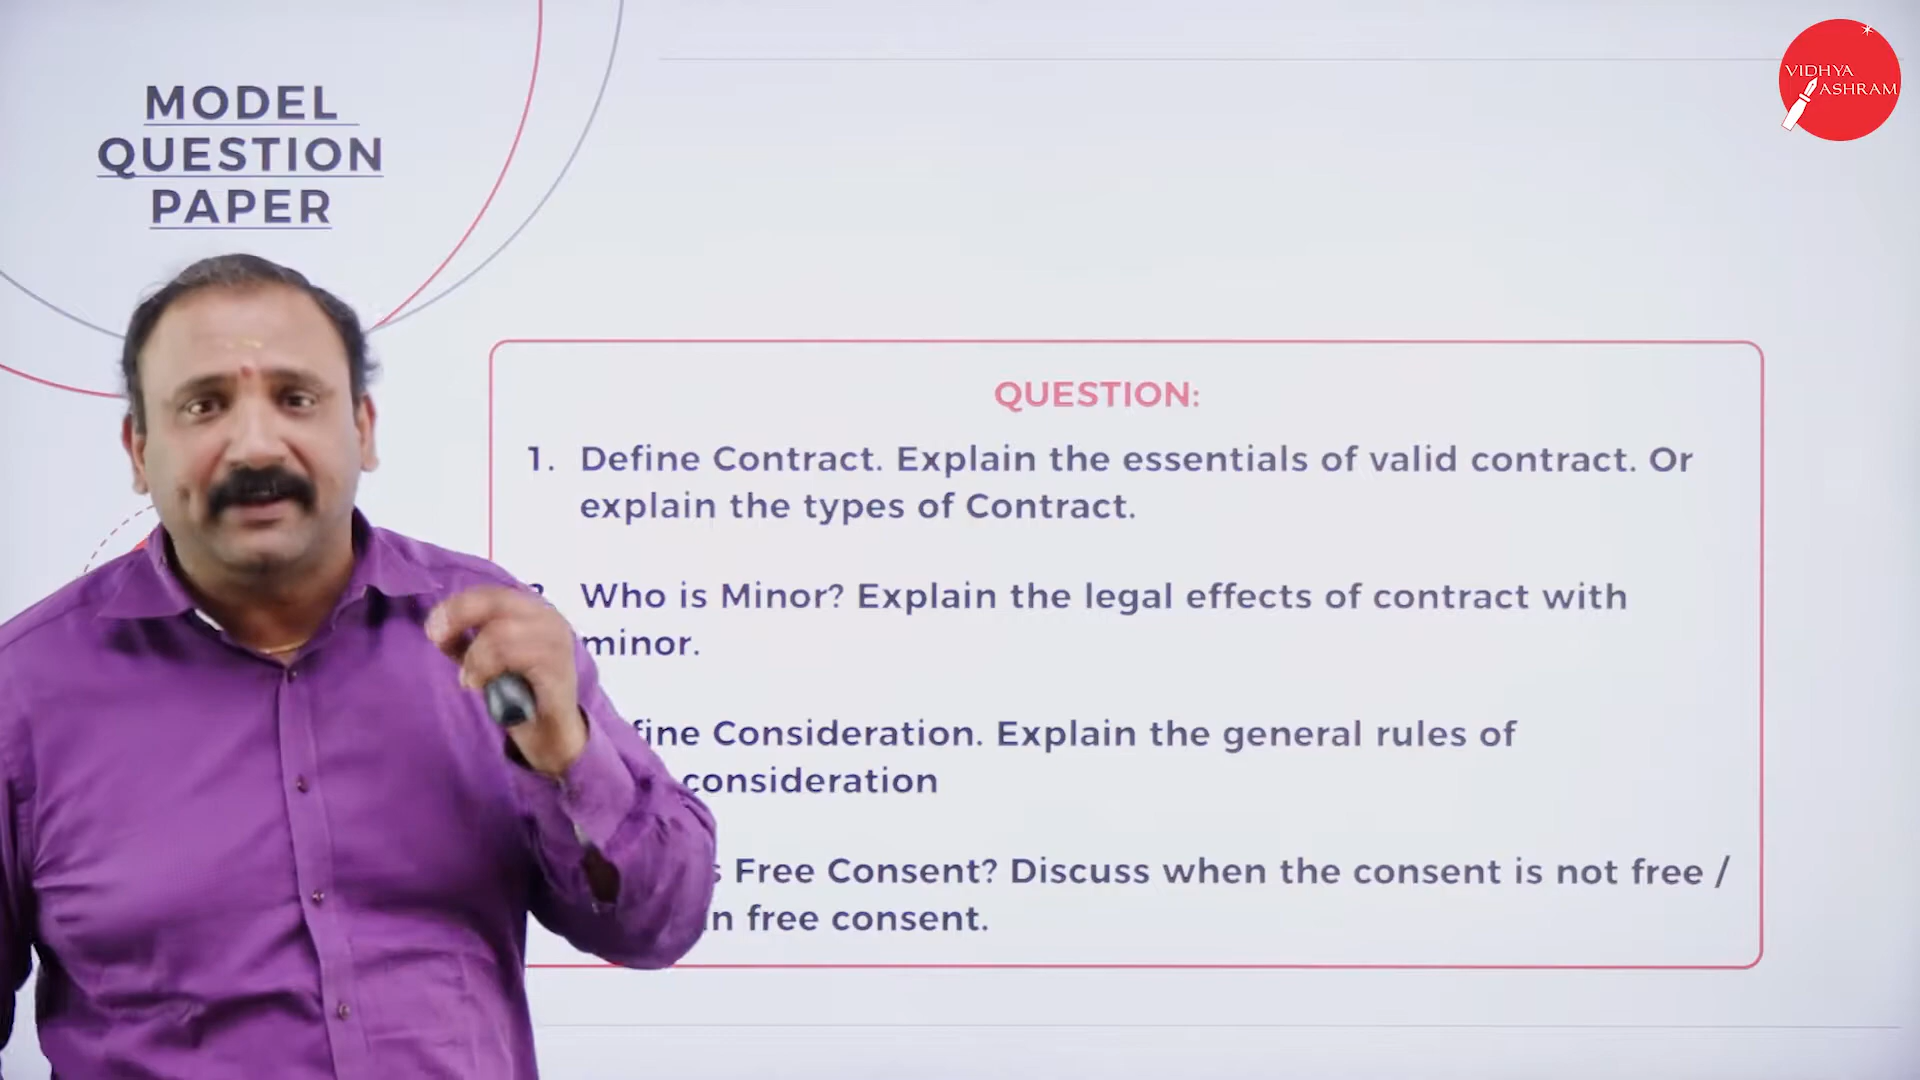 MODEL
QUESTION
PAPER
VIDHYA
ASHRAM
QUESTION:
1. Define Contract. Explain the essentials of valid contract. Or
explain the types of Contract.
Who is Minor? Explain the legal effects of contract with
minor.
Consideration. Explain the general rules of
consideration
Free Consent? Discuss when the consent is not free /
free consent.